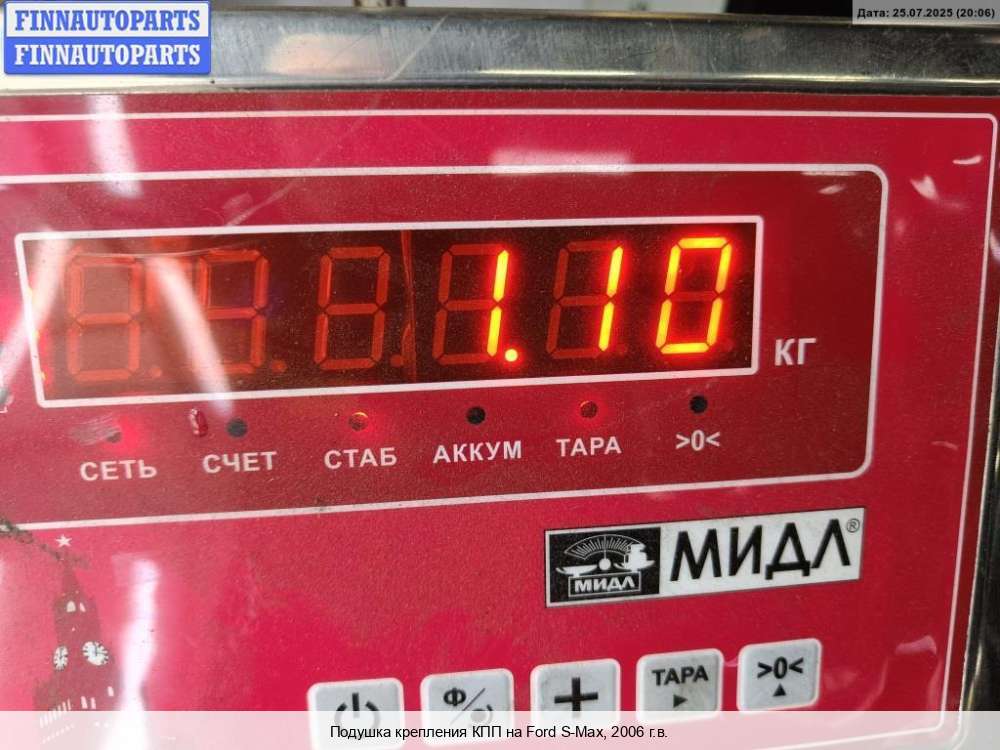 FINNAUTOPARTS
FINNAUTOPARTS
Дата: 25.07.2025 (20:06)
1.10
КГ
СЕТЬ СЧЕТ СТАБ АККУМ ТАРА >0<
МИДЛ МИДЛ®
Ф/ + ТАРА >0<
Подушка крепления КПП на Ford S-Max, 2006 г.в.